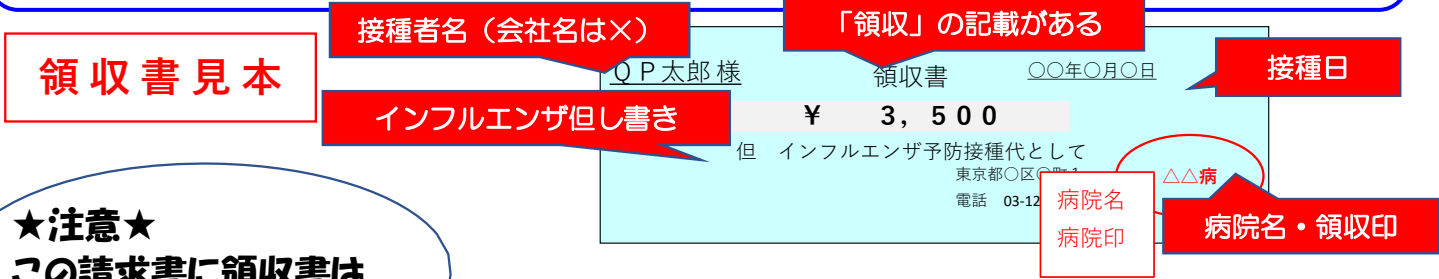 接種者名（会社名は×）
「領収」の記載がある
領収書見本
ＱＰ太郎 様
領収書
〇〇年〇月〇日
接種日
インフルエンザ但し書き
¥ 3,500
但 インフルエンザ予防接種代として
東京都〇区〇町1
電話 03-12
△△病
病院名
病院印
病院名・領収印
★注意★
この請求書に領収書は